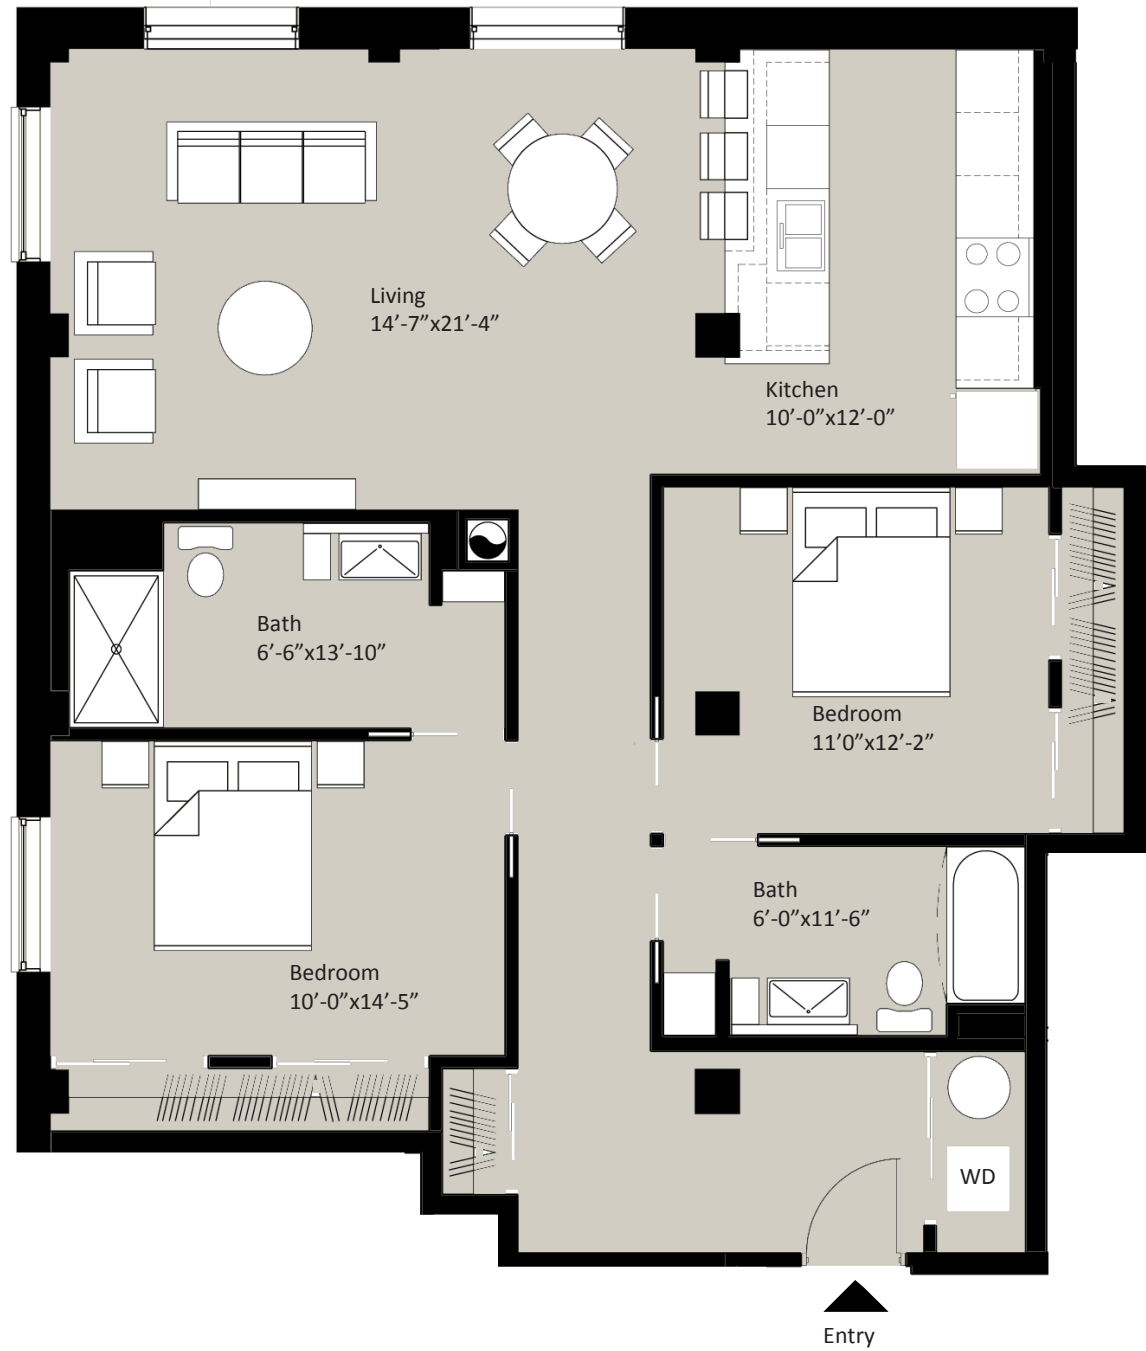 Living
14’-7”x21’-4”
Kitchen
10’-0”x12’-0”
Bath
6’-6”x13’-10”
Bedroom
11’0”x12’-2”
Bath
6’-0”x11’-6”
Bedroom
10’-0”x14’-5”
WD
Entry